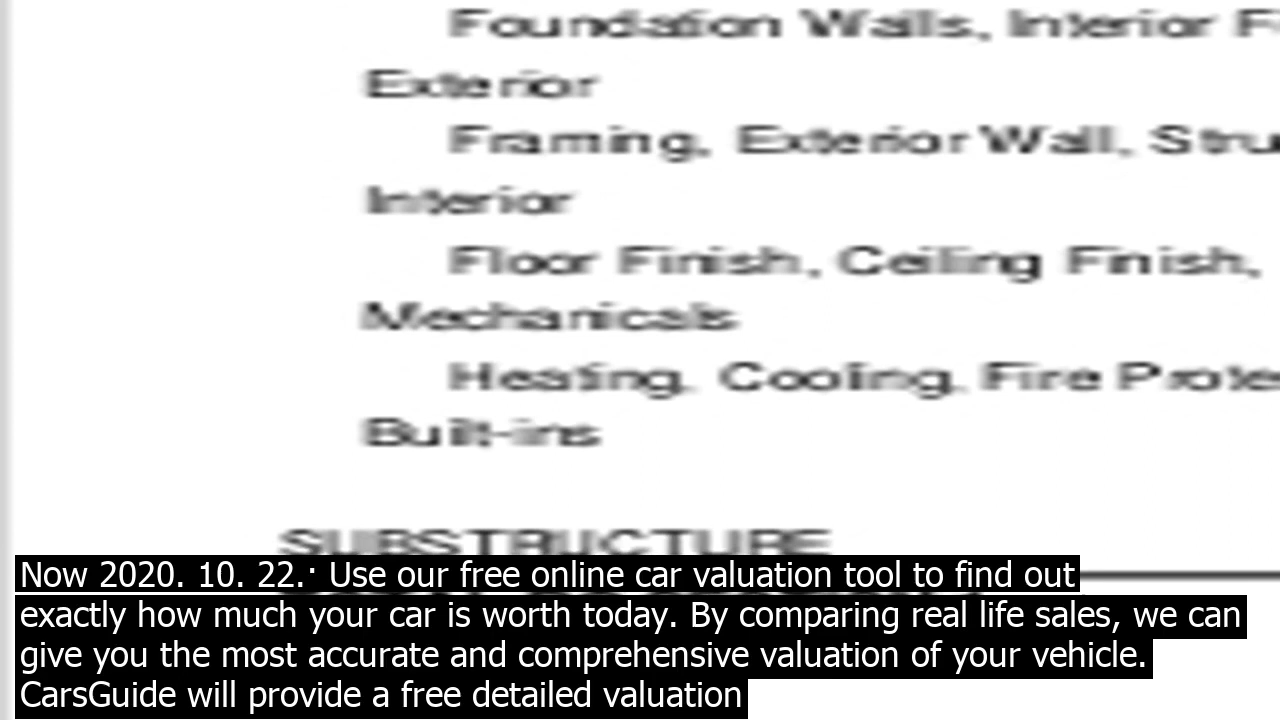 Foundation Walls, Interior
Exterior
Framing, Exterior Wall,
Interior
Floor Finish, Ceiling Finish,
Mechanicals
Heating, Cooling, Fire
Built-ins
SUBSTRUCTURE
Now 2020. 10. 22.· Use our free online car valuation tool to find out
exactly how much your car is worth today. By comparing real life sales, we can
give you the most accurate and comprehensive valuation of your vehicle.
CarsGuide will provide a free detailed valuation